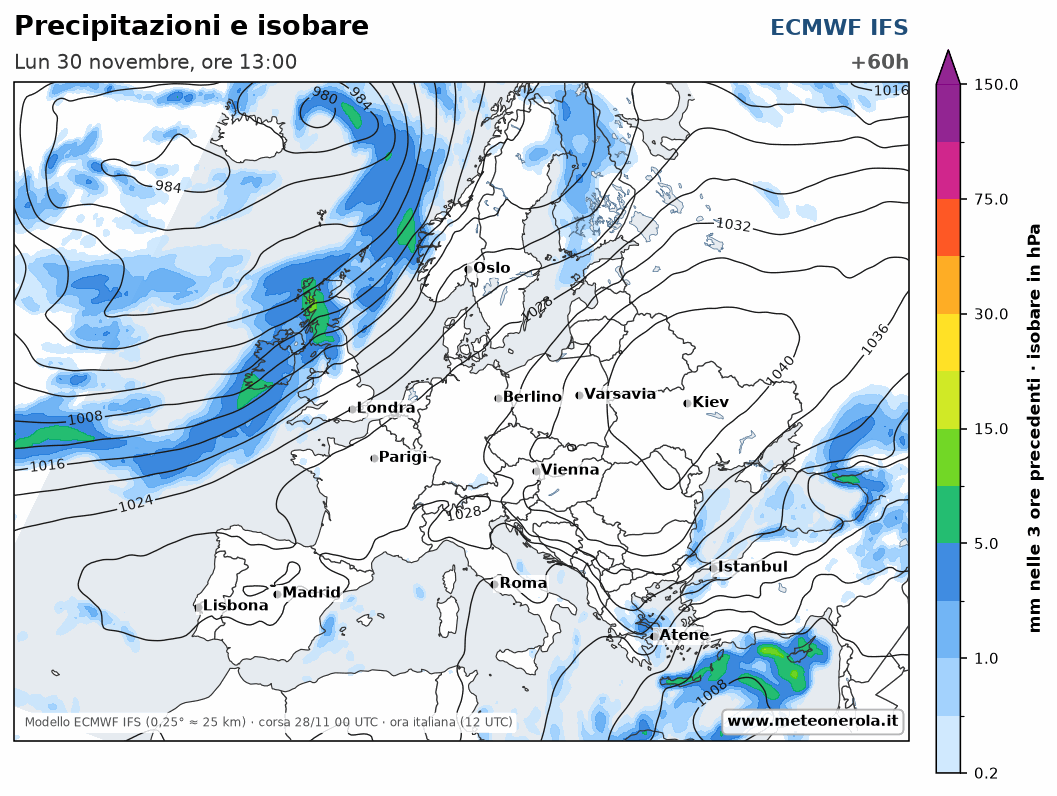 Precipitazioni e isobare
ECMWF IFS
Lun 30 novembre, ore 13:00
+60h
980
984
1016
984
1032
Oslo
1028
1036
1040
1008
Londra
Berlino
Varsavia
Kiev
1016
Parigi
Vienna
1024
1028
Istanbul
Roma
Madrid
Lisbona
Atene
1008
Modello ECMWF IFS (0,25° ≈ 25 km) · corsa 28/11 00 UTC · ora italiana (12 UTC)
www.meteonerola.it
150.0
75.0
30.0
15.0
5.0
1.0
0.2
mm nelle 3 ore precedenti · isobare in hPa